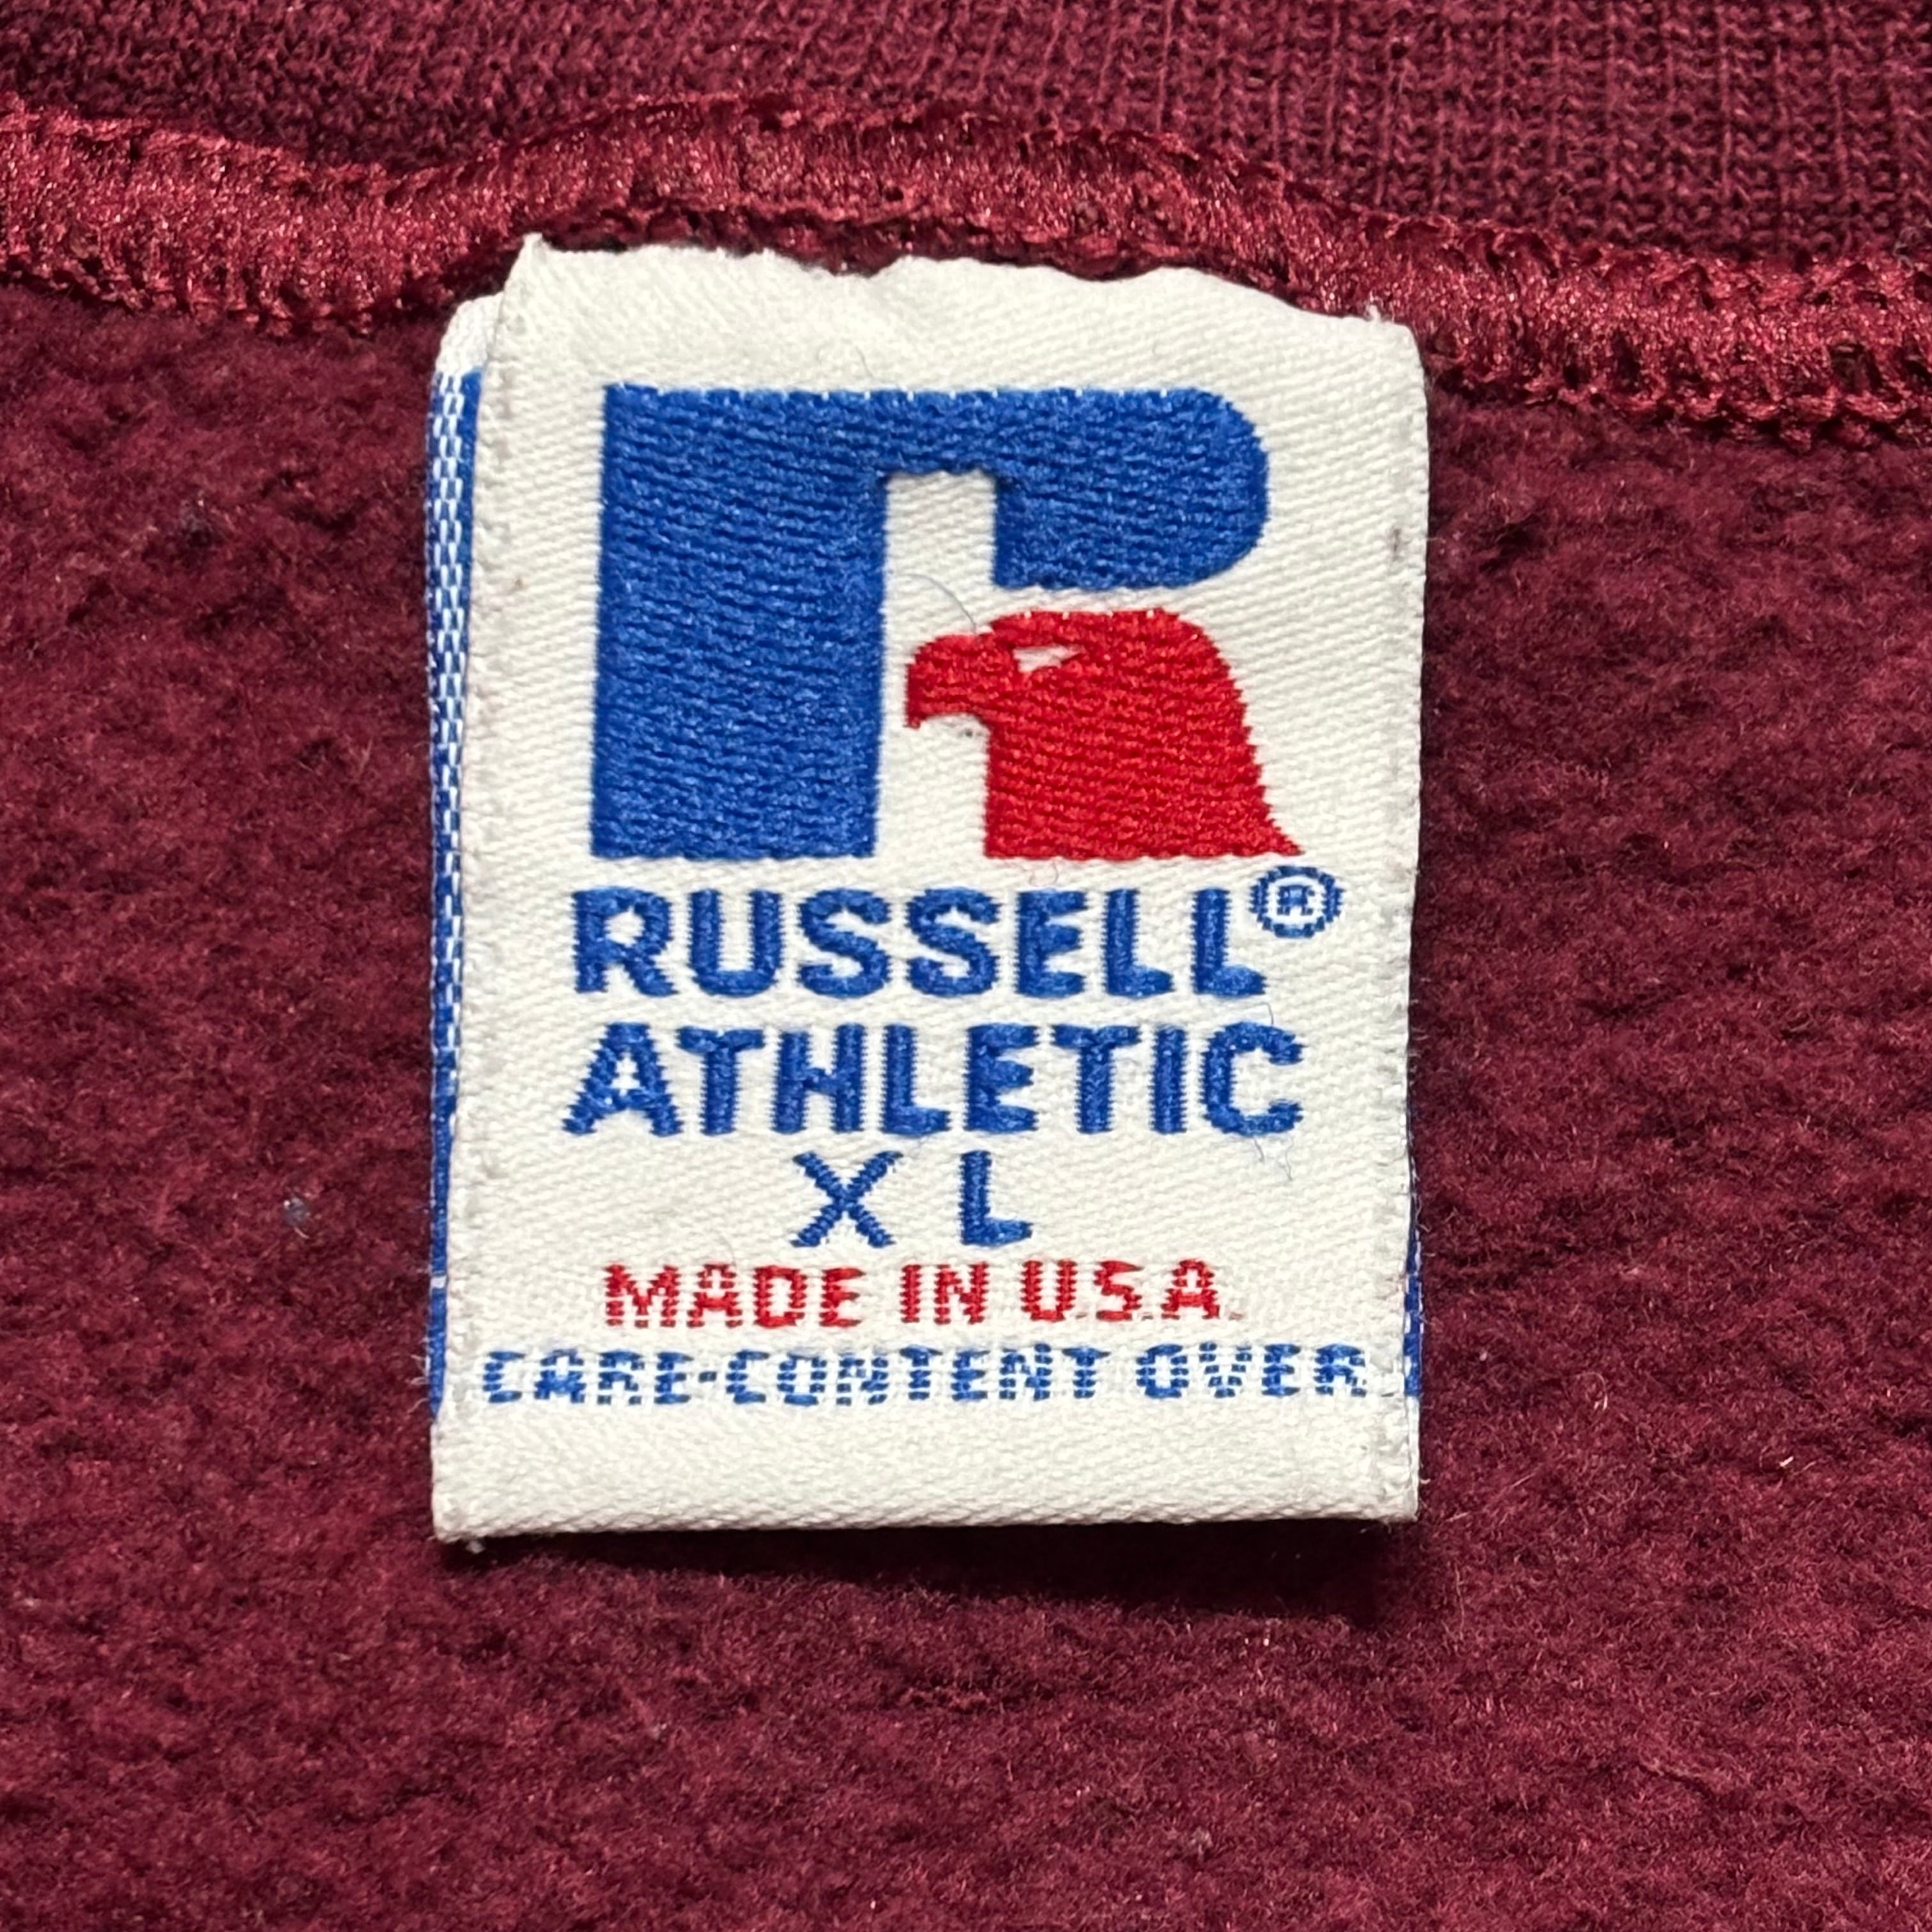 RUSSELL®
ATHLETIC
XL
MADE IN U.S.A.
CARE-CONTENT OVER